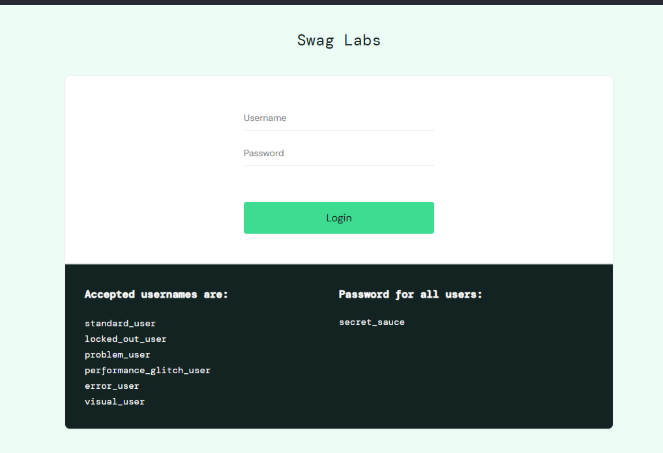 Swag Labs
Username
Password
Login
Accepted usernames are:
standard_user
locked_out_user
problem_user
performance_glitch_user
error_user
visual_user
Password for all users:
secret_sauce